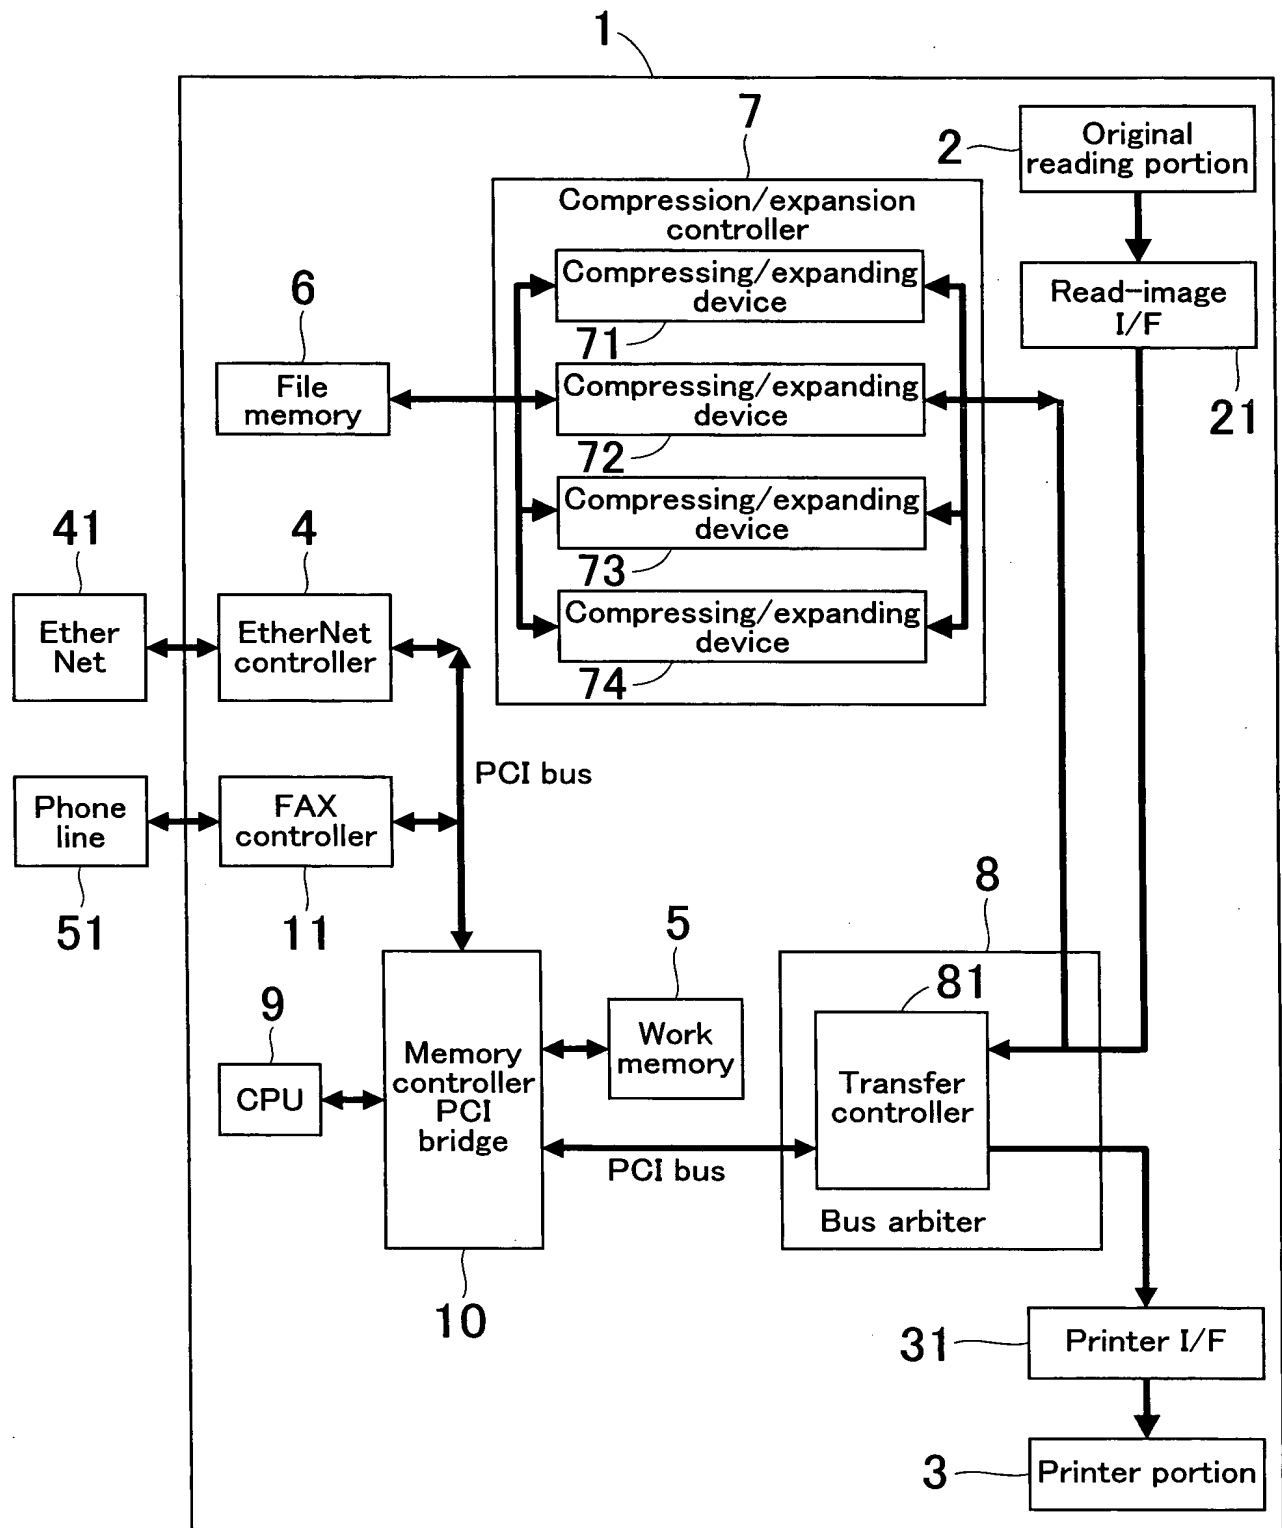 1
7
2
Original
reading portion
Compression/expansion
controller
Compressing/expanding
device
71
Read-image
I/F
21
6
File
memory
Compressing/expanding
device
72
Compressing/expanding
device
73
Compressing/expanding
device
74
41
Ether
Net
4
EtherNet
controller
PCI bus
Phone
line
51
FAX
controller
11
5
Work
memory
8
81
Transfer
controller
Bus arbiter
9
CPU
Memory
controller
PCI
bridge
10
PCI bus
31
Printer I/F
3
Printer portion